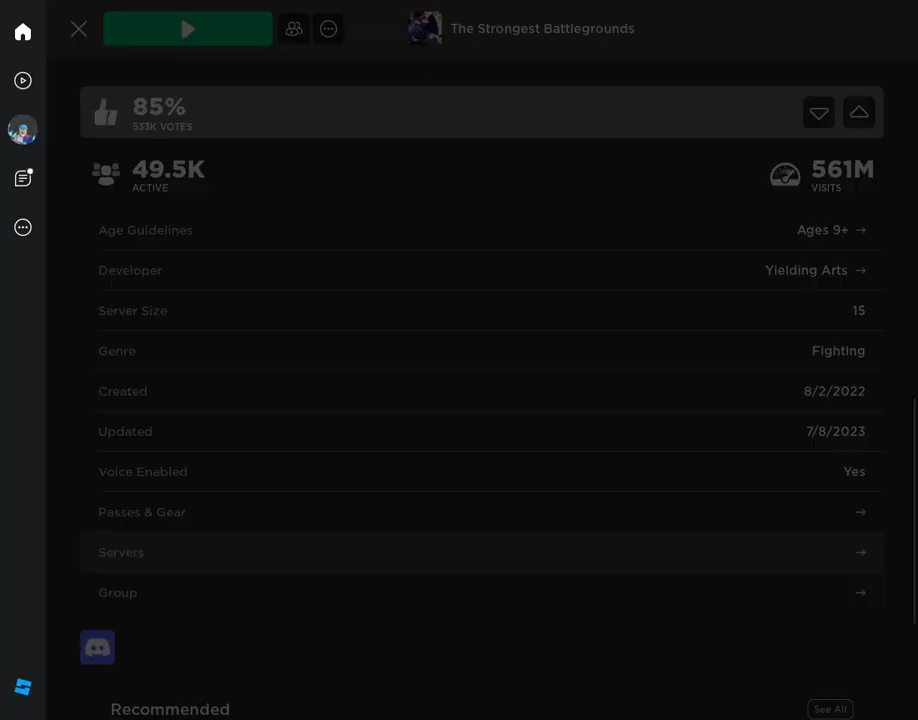 The Strongest Battlegrounds
85%
533K VOTES
49.5K
ACTIVE
561M
VISITS
Age Guidelines
Ages 9+ →
Developer
Yielding Arts →
Server Size
15
Genre
Fighting
Created
8/2/2022
Updated
7/8/2023
Voice Enabled
Yes
Passes & Gear →
Servers →
Group →
Recommended
See All